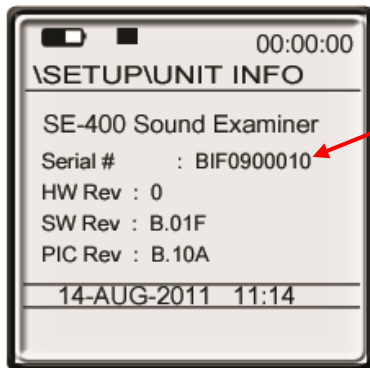 00:00:00
\SETUP\UNIT INFO
SE-400 Sound Examiner
Serial # : BIF0900010
HW Rev : 0
SW Rev : B.01F
PIC Rev : B.10A
14-AUG-2011 11:14